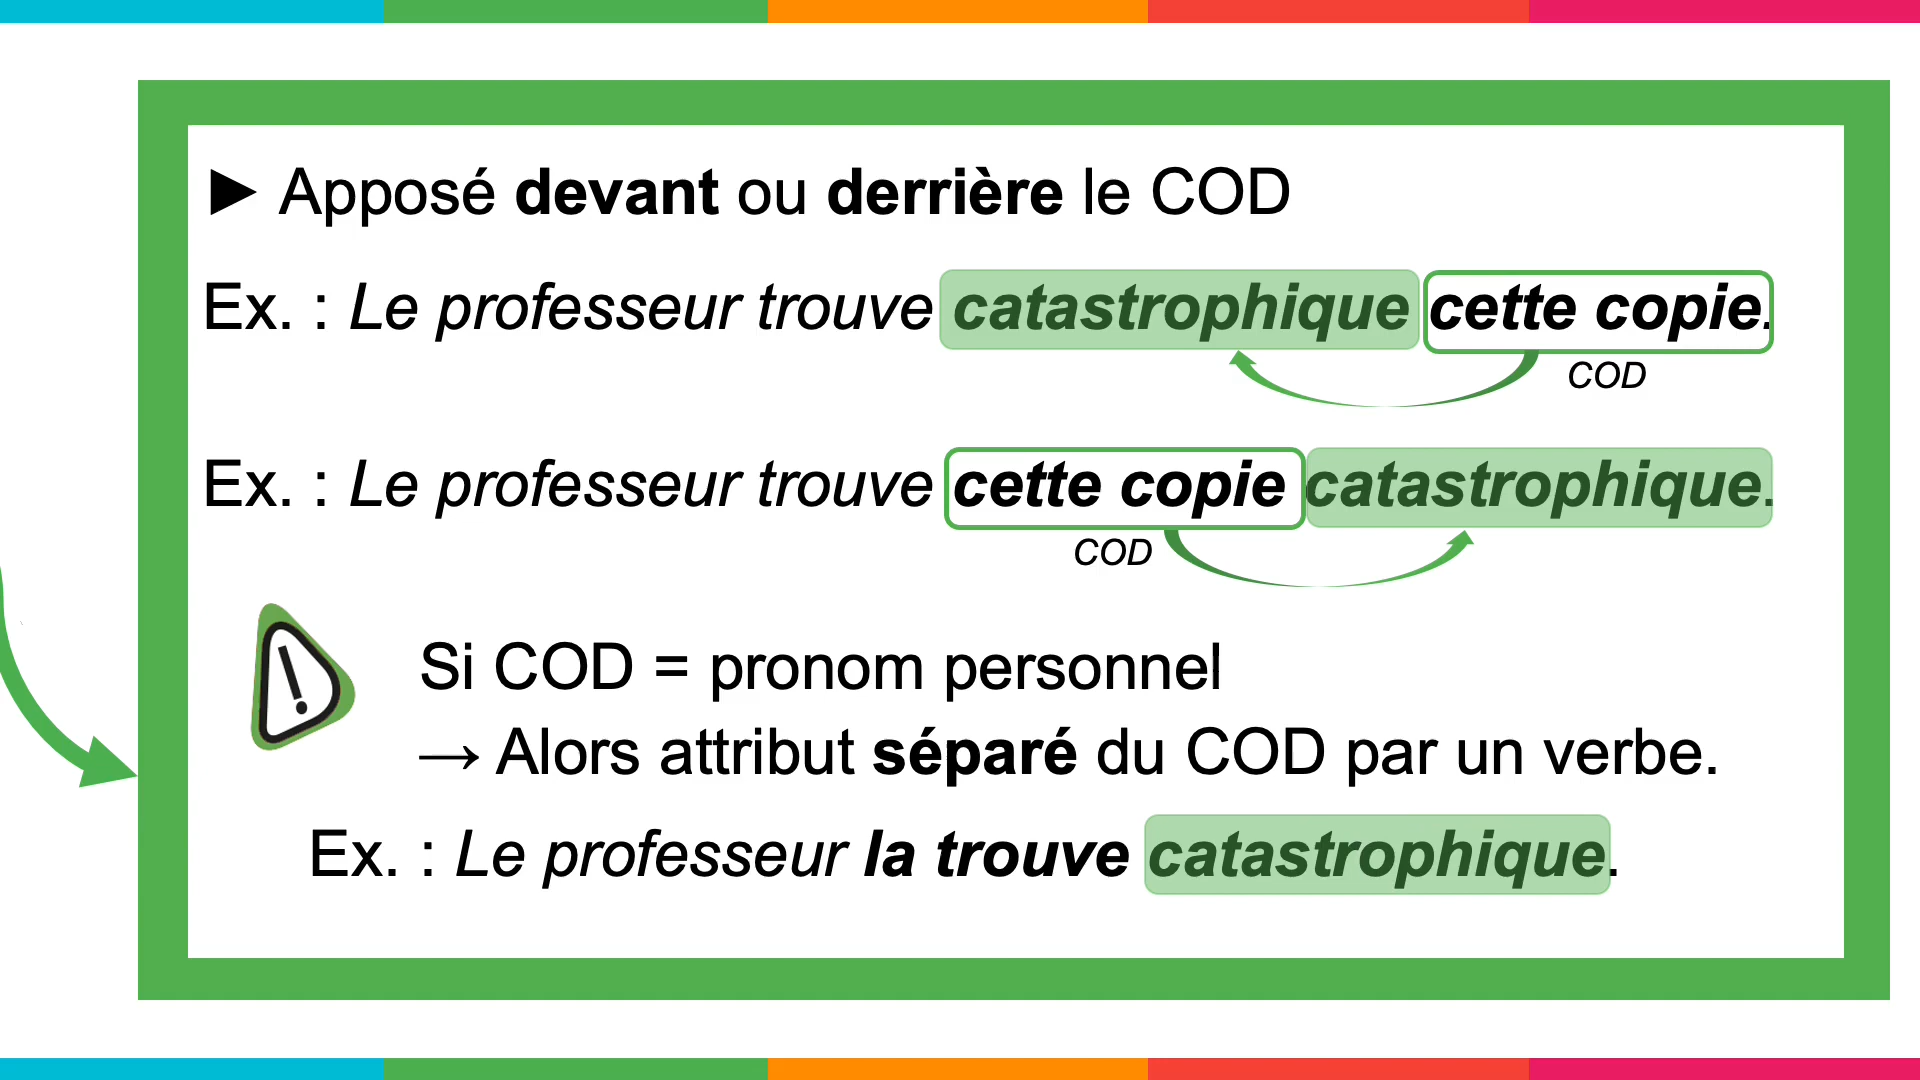 ► Apposé devant ou derrière le COD
Ex. : Le professeur trouve catastrophique cette copie.
COD
Ex. : Le professeur trouve cette copie catastrophique.
COD
Si COD = pronom personnel
→ Alors attribut séparé du COD par un verbe.
Ex. : Le professeur la trouve catastrophique.